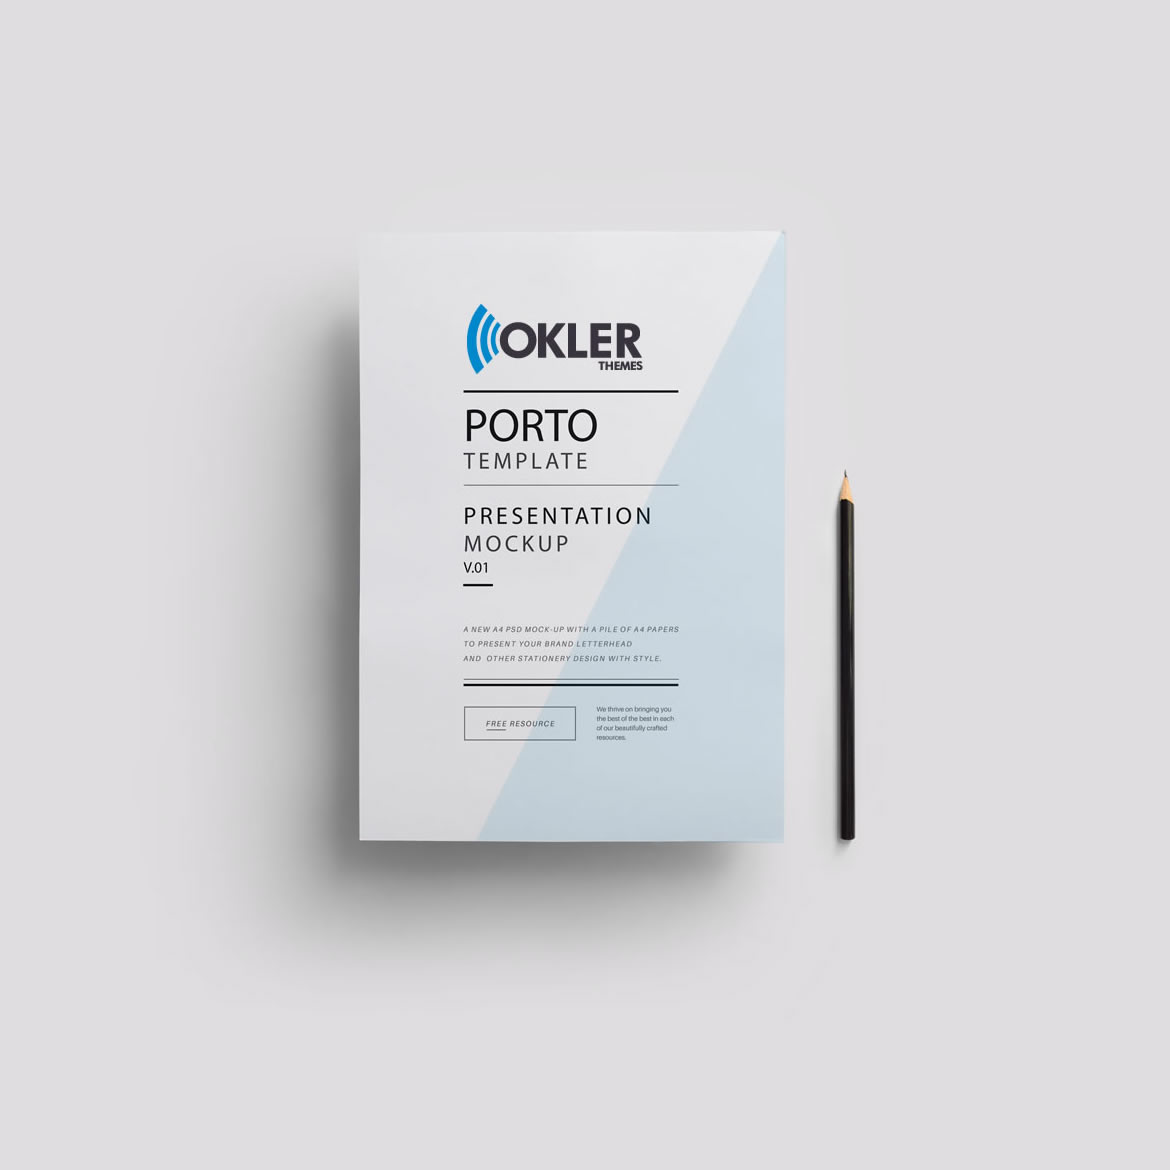 OKLER
THEMES
PORTO
TEMPLATE
PRESENTATION
MOCKUP
V.01
A NEW A4 PSD MOCK-UP WITH A PILE OF A4 PAPERS
TO PRESENT YOUR BRAND LETTERHEAD
AND OTHER STATIONERY DESIGN WITH STYLE.
FREE RESOURCE
We thrive on bringing you
the best of the best in each
of our beautifully crafted
resources.